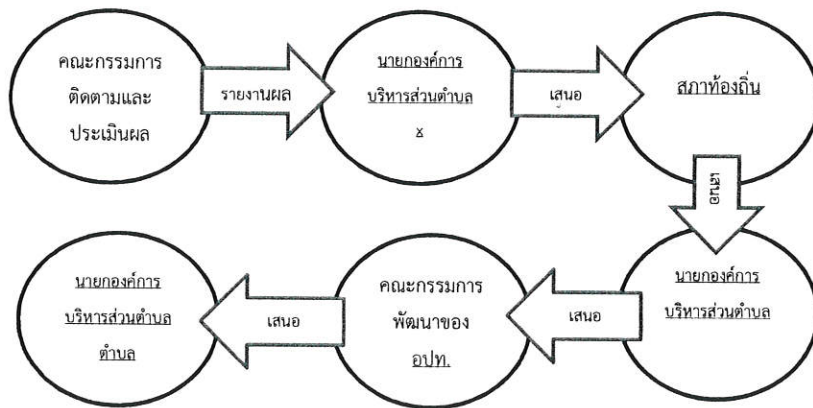 คณะกรรมการ
ติดตามและ
ประเมินผล
รายงานผล
นายกองค์การ
บริหารส่วนตำบล
x
เสนอ
สภาท้องถิ่น
เสนอ
นายกองค์การ
บริหารส่วนตำบล
เสนอ
คณะกรรมการ
พัฒนาของ
อปท.
เสนอ
นายกองค์การ
บริหารส่วนตำบล
ตำบล